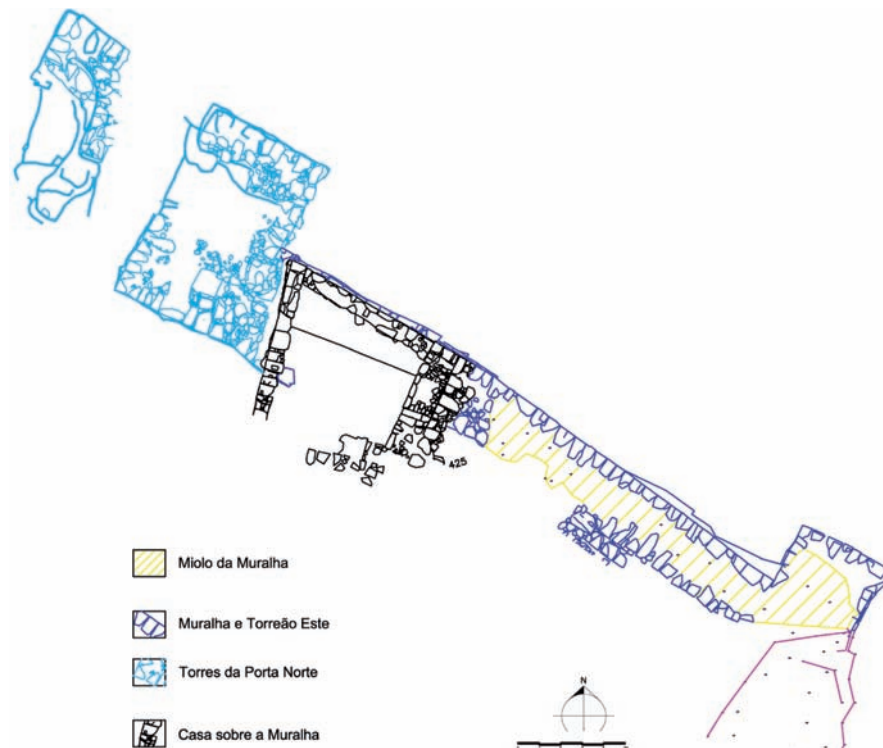 425
Miolo da Muralha
Muralha e Torreão Este
Torres da Porta Norte
Casa sobre a Muralha
N